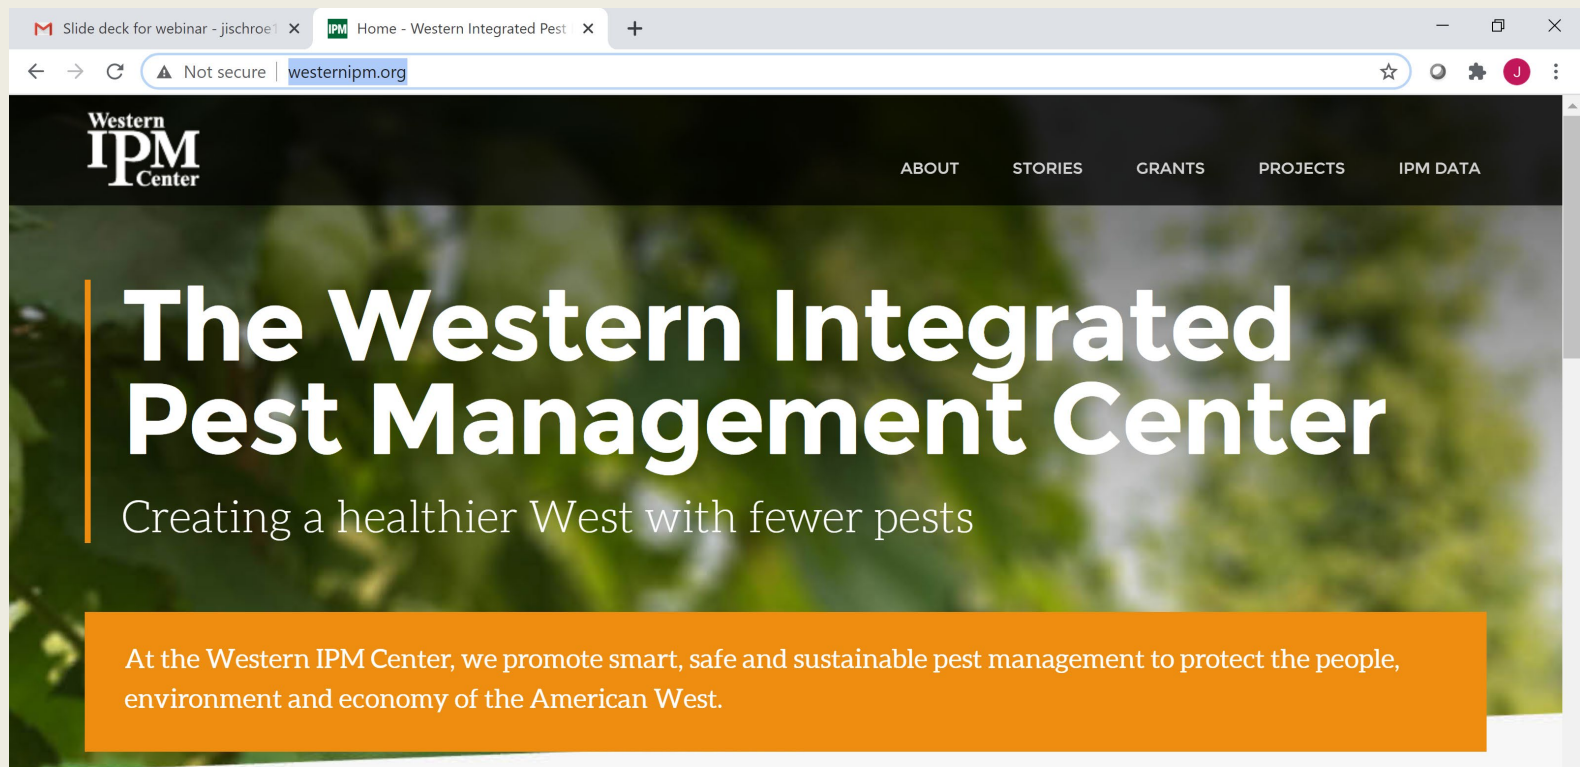 Slide deck for webinar - jischroe1
IPM Home - Western Integrated Pest
Not secure westernipm.org
J
Western
IPM
Center
ABOUT STORIES GRANTS PROJECTS IPM DATA
The Western Integrated
Pest Management Center
Creating a healthier West with fewer pests
At the Western IPM Center, we promote smart, safe and sustainable pest management to protect the people,
environment and economy of the American West.